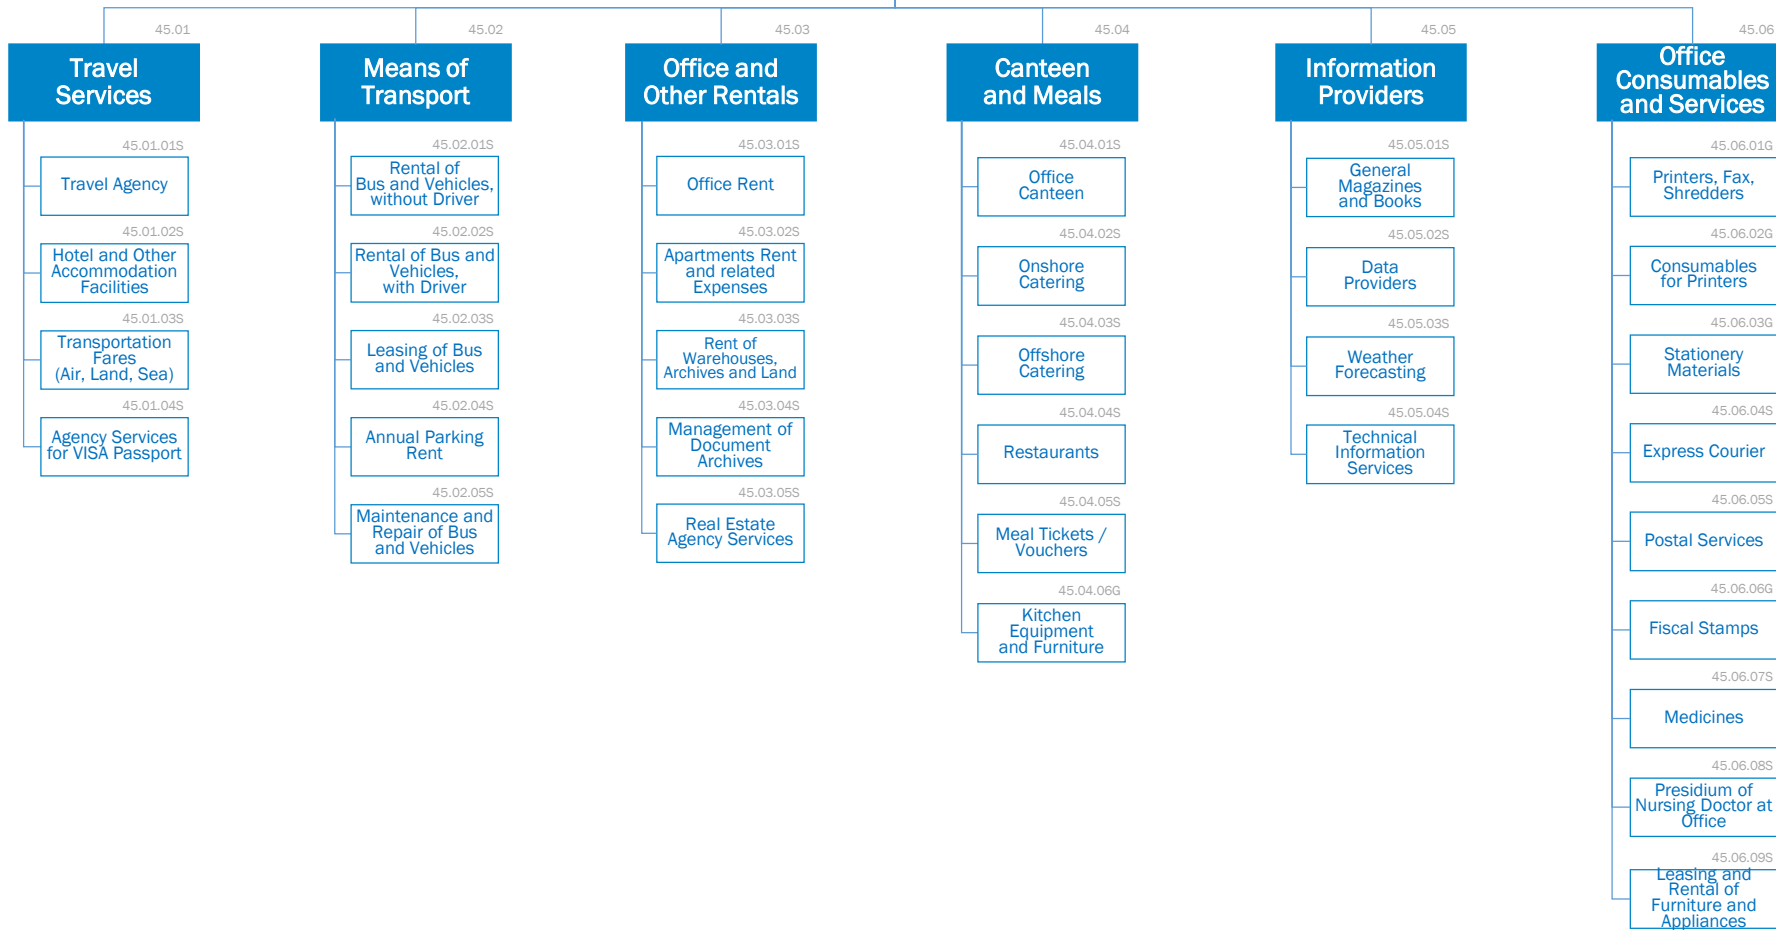 45.01
Travel
Services
45.01.01S
Travel Agency
45.01.02S
Hotel and Other
Accommodation
Facilities
45.01.03S
Transportation
Fares
(Air, Land, Sea)
45.01.04S
Agency Services
for VISA Passport
45.02
Means of
Transport
45.02.01S
Rental of
Bus and Vehicles,
without Driver
45.02.02S
Rental of Bus and
Vehicles,
with Driver
45.02.03S
Leasing of Bus
and Vehicles
45.02.04S
Annual Parking
Rent
45.02.05S
Maintenance and
Repair of Bus
and Vehicles
45.03
Office and
Other Rentals
45.03.01S
Office Rent
45.03.02S
Apartments Rent
and related
Expenses
45.03.03S
Rent of
Warehouses,
Archives and Land
45.03.04S
Management of
Document
Archives
45.03.05S
Real Estate
Agency Services
45.04
Canteen
and Meals
45.04.01S
Office
Canteen
45.04.02S
Onshore
Catering
45.04.03S
Offshore
Catering
45.04.04S
Restaurants
45.04.05S
Meal Tickets /
Vouchers
45.04.06G
Kitchen
Equipment
and Furniture
45.05
Information
Providers
45.05.01S
General
Magazines
and Books
45.05.02S
Data
Providers
45.05.03S
Weather
Forecasting
45.05.04S
Technical
Information
Services
45.06
Office
Consumables
and Services
45.06.01G
Printers, Fax,
Shredders
45.06.02G
Consumables
for Printers
45.06.03G
Stationery
Materials
45.06.04S
Express Courier
45.06.05S
Postal Services
45.06.06G
Fiscal Stamps
45.06.07S
Medicines
45.06.08S
Presidium of
Nursing Doctor at
Office
45.06.09S
Leasing and
Rental of
Furniture and
Appliances